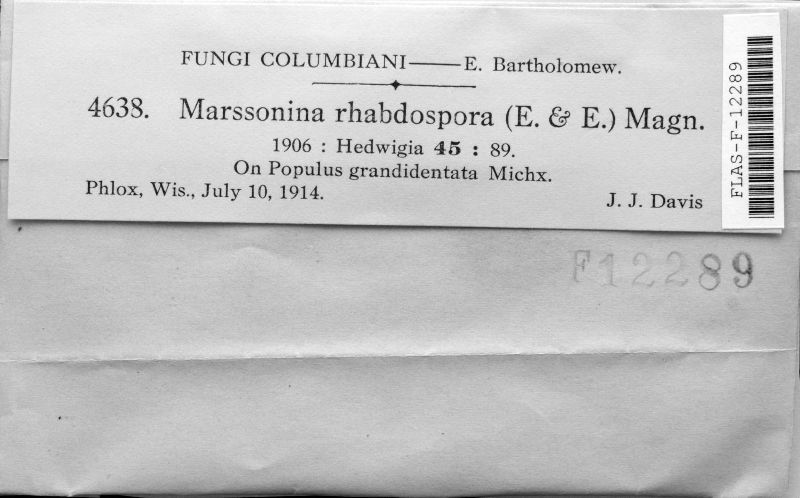 FUNGI COLUMBIANI——E. Bartholomew.
4638. Marssonina rhabdospora (E. & E.) Magn.
1906 : Hedwigia 45 : 89.
On Populus grandidentata Michx.
Phlox, Wis., July 10, 1914.
J. J. Davis
FLAS-F-12289
F12289